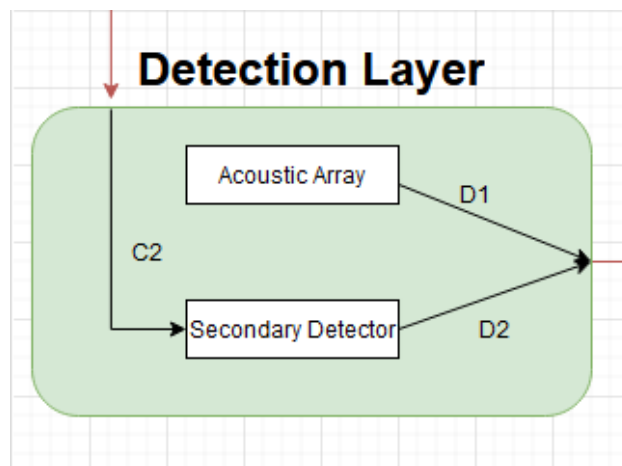 Detection Layer
Acoustic Array
D1
C2
Secondary Detector
D2